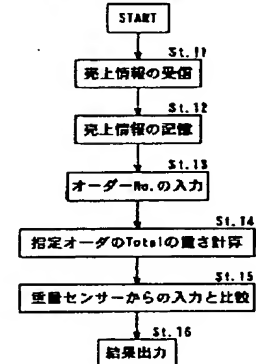 START
St.11
売上情報の受信
St.12
売上情報の記憶
St.13
オーダーNo.の入力
St.14
指定オーダのTotalの重さ計算
St.15
重量センサーからの入力と比較
St.16
結果出力